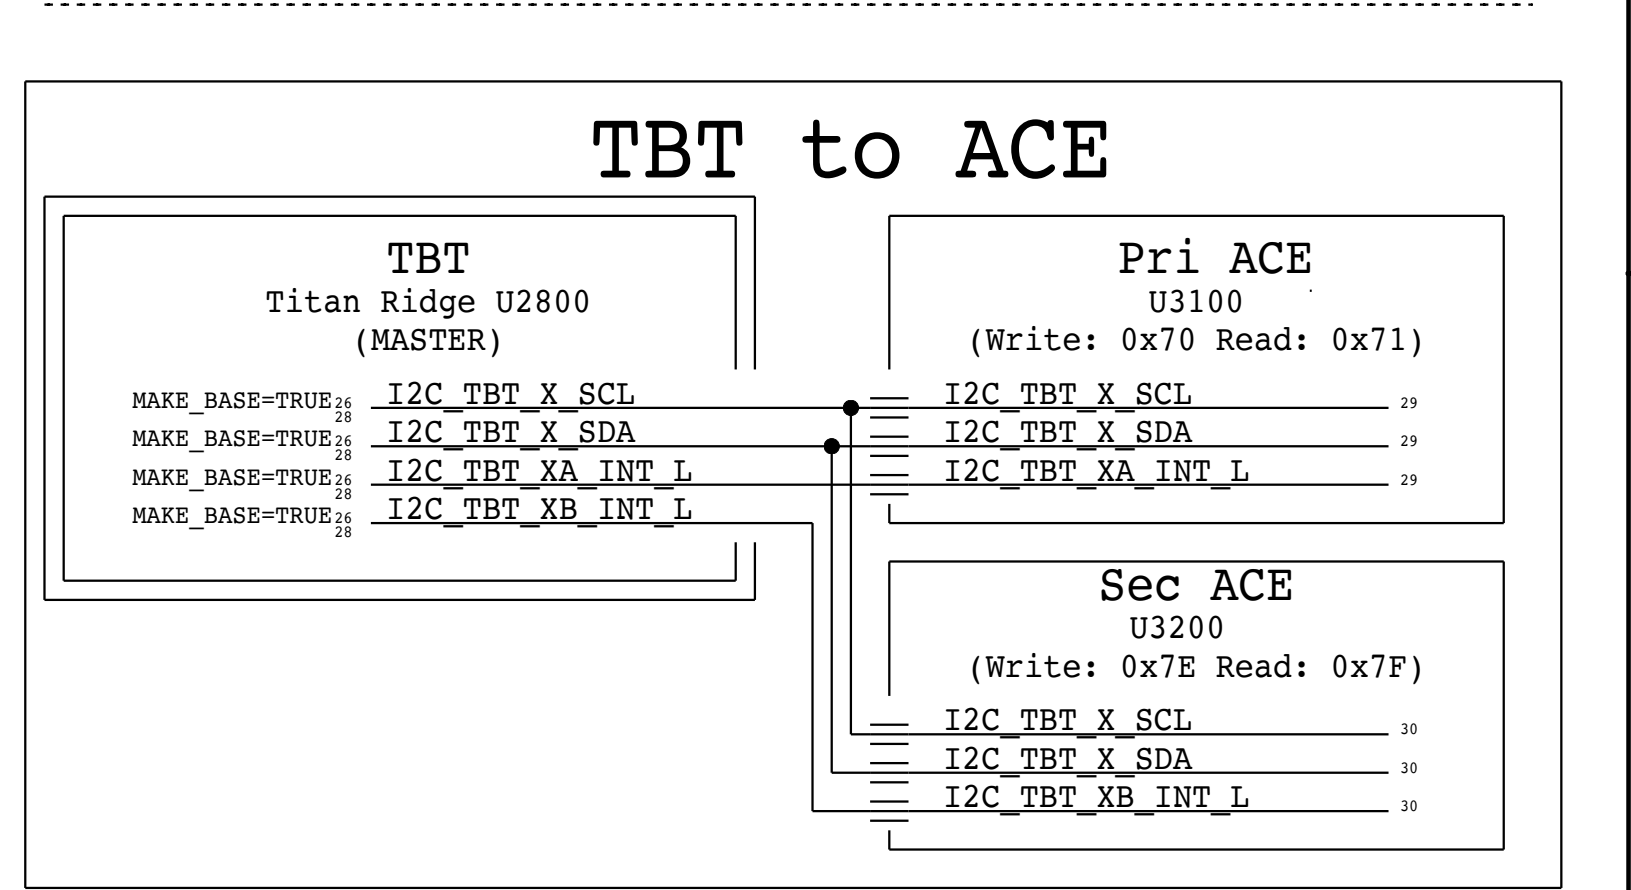 TBT to ACE
TBT
Titan Ridge U2800
(MASTER)
MAKE_BASE=TRUE 26 28 I2C_TBT_X_SCL
MAKE_BASE=TRUE 26 28 I2C_TBT_X_SDA
MAKE_BASE=TRUE 26 28 I2C_TBT_XA_INT_L
MAKE_BASE=TRUE 26 28 I2C_TBT_XB_INT_L
Pri ACE
U3100
(Write: 0x70 Read: 0x71)
I2C_TBT_X_SCL 29
I2C_TBT_X_SDA 29
I2C_TBT_XA_INT_L 29
Sec ACE
U3200
(Write: 0x7E Read: 0x7F)
I2C_TBT_X_SCL 30
I2C_TBT_X_SDA 30
I2C_TBT_XB_INT_L 30